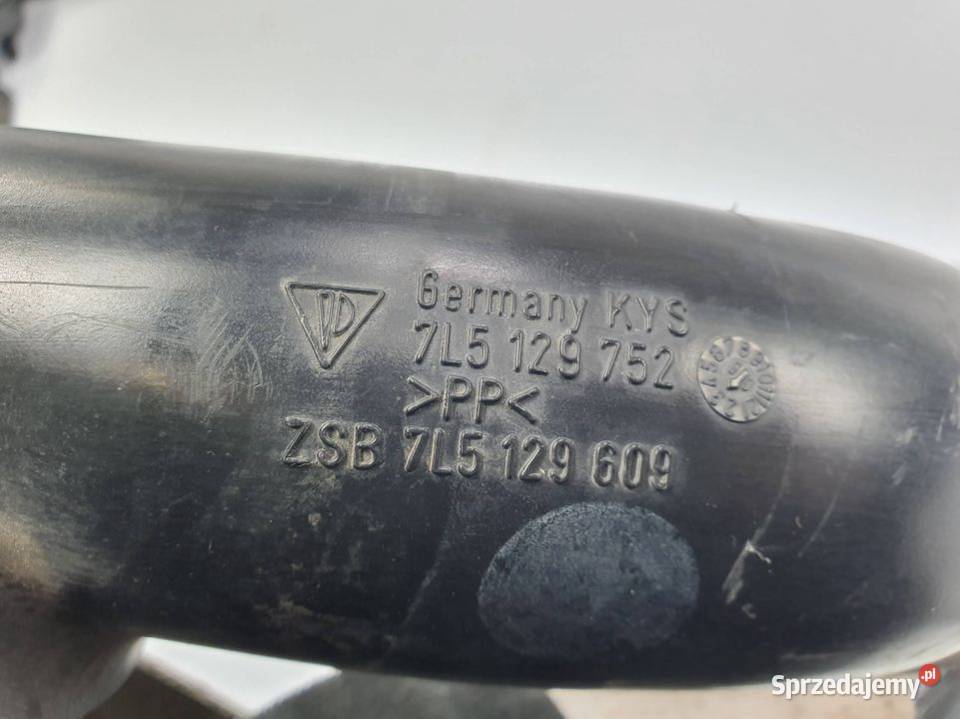 Germany KYS
7L5 129 752
>PP<
ZSB 7L5 129 609
Sprzedajemy.pl